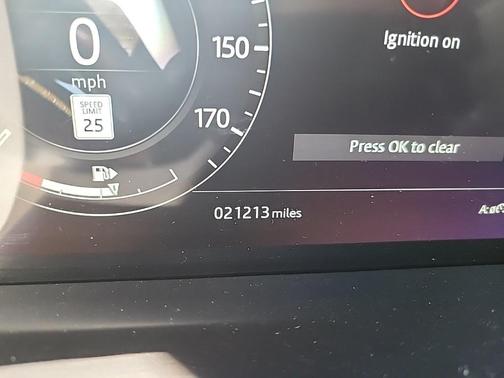 0
mph
SPEED
LIMIT
25
150
170
Ignition on
Press OK to clear
021213 miles